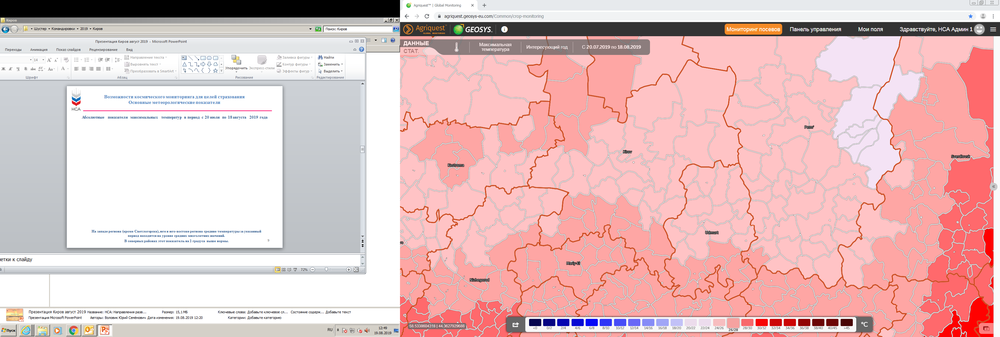 Киров
Шустер
Командировки
2019
Киров
Поиск: Киров
Презентация Киров август 2019 - Microsoft PowerPoint
Переходы
Анимация
Показ слайдов
Рецензирование
Вид
14
Направление текста
Выровнять текст
Преобразовать в SmartArt
Упорядочить
Экспресс-стили
Заливка фигуры
Контур фигуры
Эффекты фигур
Найти
Заменить
Выделить
Шрифт
Абзац
Рисование
Редактирование
НСА
Возможности космического мониторинга для целей страхования
Основные метеорологические показатели
Абсолютные показатели максимальных температур в период с 20 июля по 18 августа 2019 года
На западе региона (кроме Светлогорска), юге и юго-востоке региона средние температуры за указанный
период находятся на уровне средних многолетних значений.
В северных районах этот показатель на 2 градуса выше нормы.
9
етки к слайду
72%
Презентация Киров август 2019
Название: НСА: Направления разв...
Размер: 15,1 МБ
Ключевые слова: Добавьте ключевое сл...
Состояние содерж... Добавьте текст
Презентация Microsoft PowerPoint
Авторы: Воловик Юрий Семёнович
Дата изменения: 19.08.2019 12:20
Категории: Добавьте категорию
Пуск
RU
12:49
19.08.2019
Agriquest™ | Global Monitoring
agriquest.geosys-eu.com/Common/crop-monitoring
Agriquest™
GLOBAL MONITORING
GEOSYS
Мониторинг посевов
Панель управления
Мои поля
Здравствуйте, НСА Админ 1
ДАННЫЕ
СТАТ.
Максимальная
температура
Интересующий год
С 20.07.2019 по 18.08.2019
Perm'
Kirov
Sverdlovsk
Kostroma
Udmurt
vo
Mariy-El
Nizhegorod
58.5338604318 | 44.3627929688
<0
0/2
2/4
4/6
6/8
8/10
10/12
12/14
14/16
16/18
18/20
20/22
22/24
24/26
26/28
28/30
30/32
32/34
34/36
36/38
38/40
40/45
>45
°C